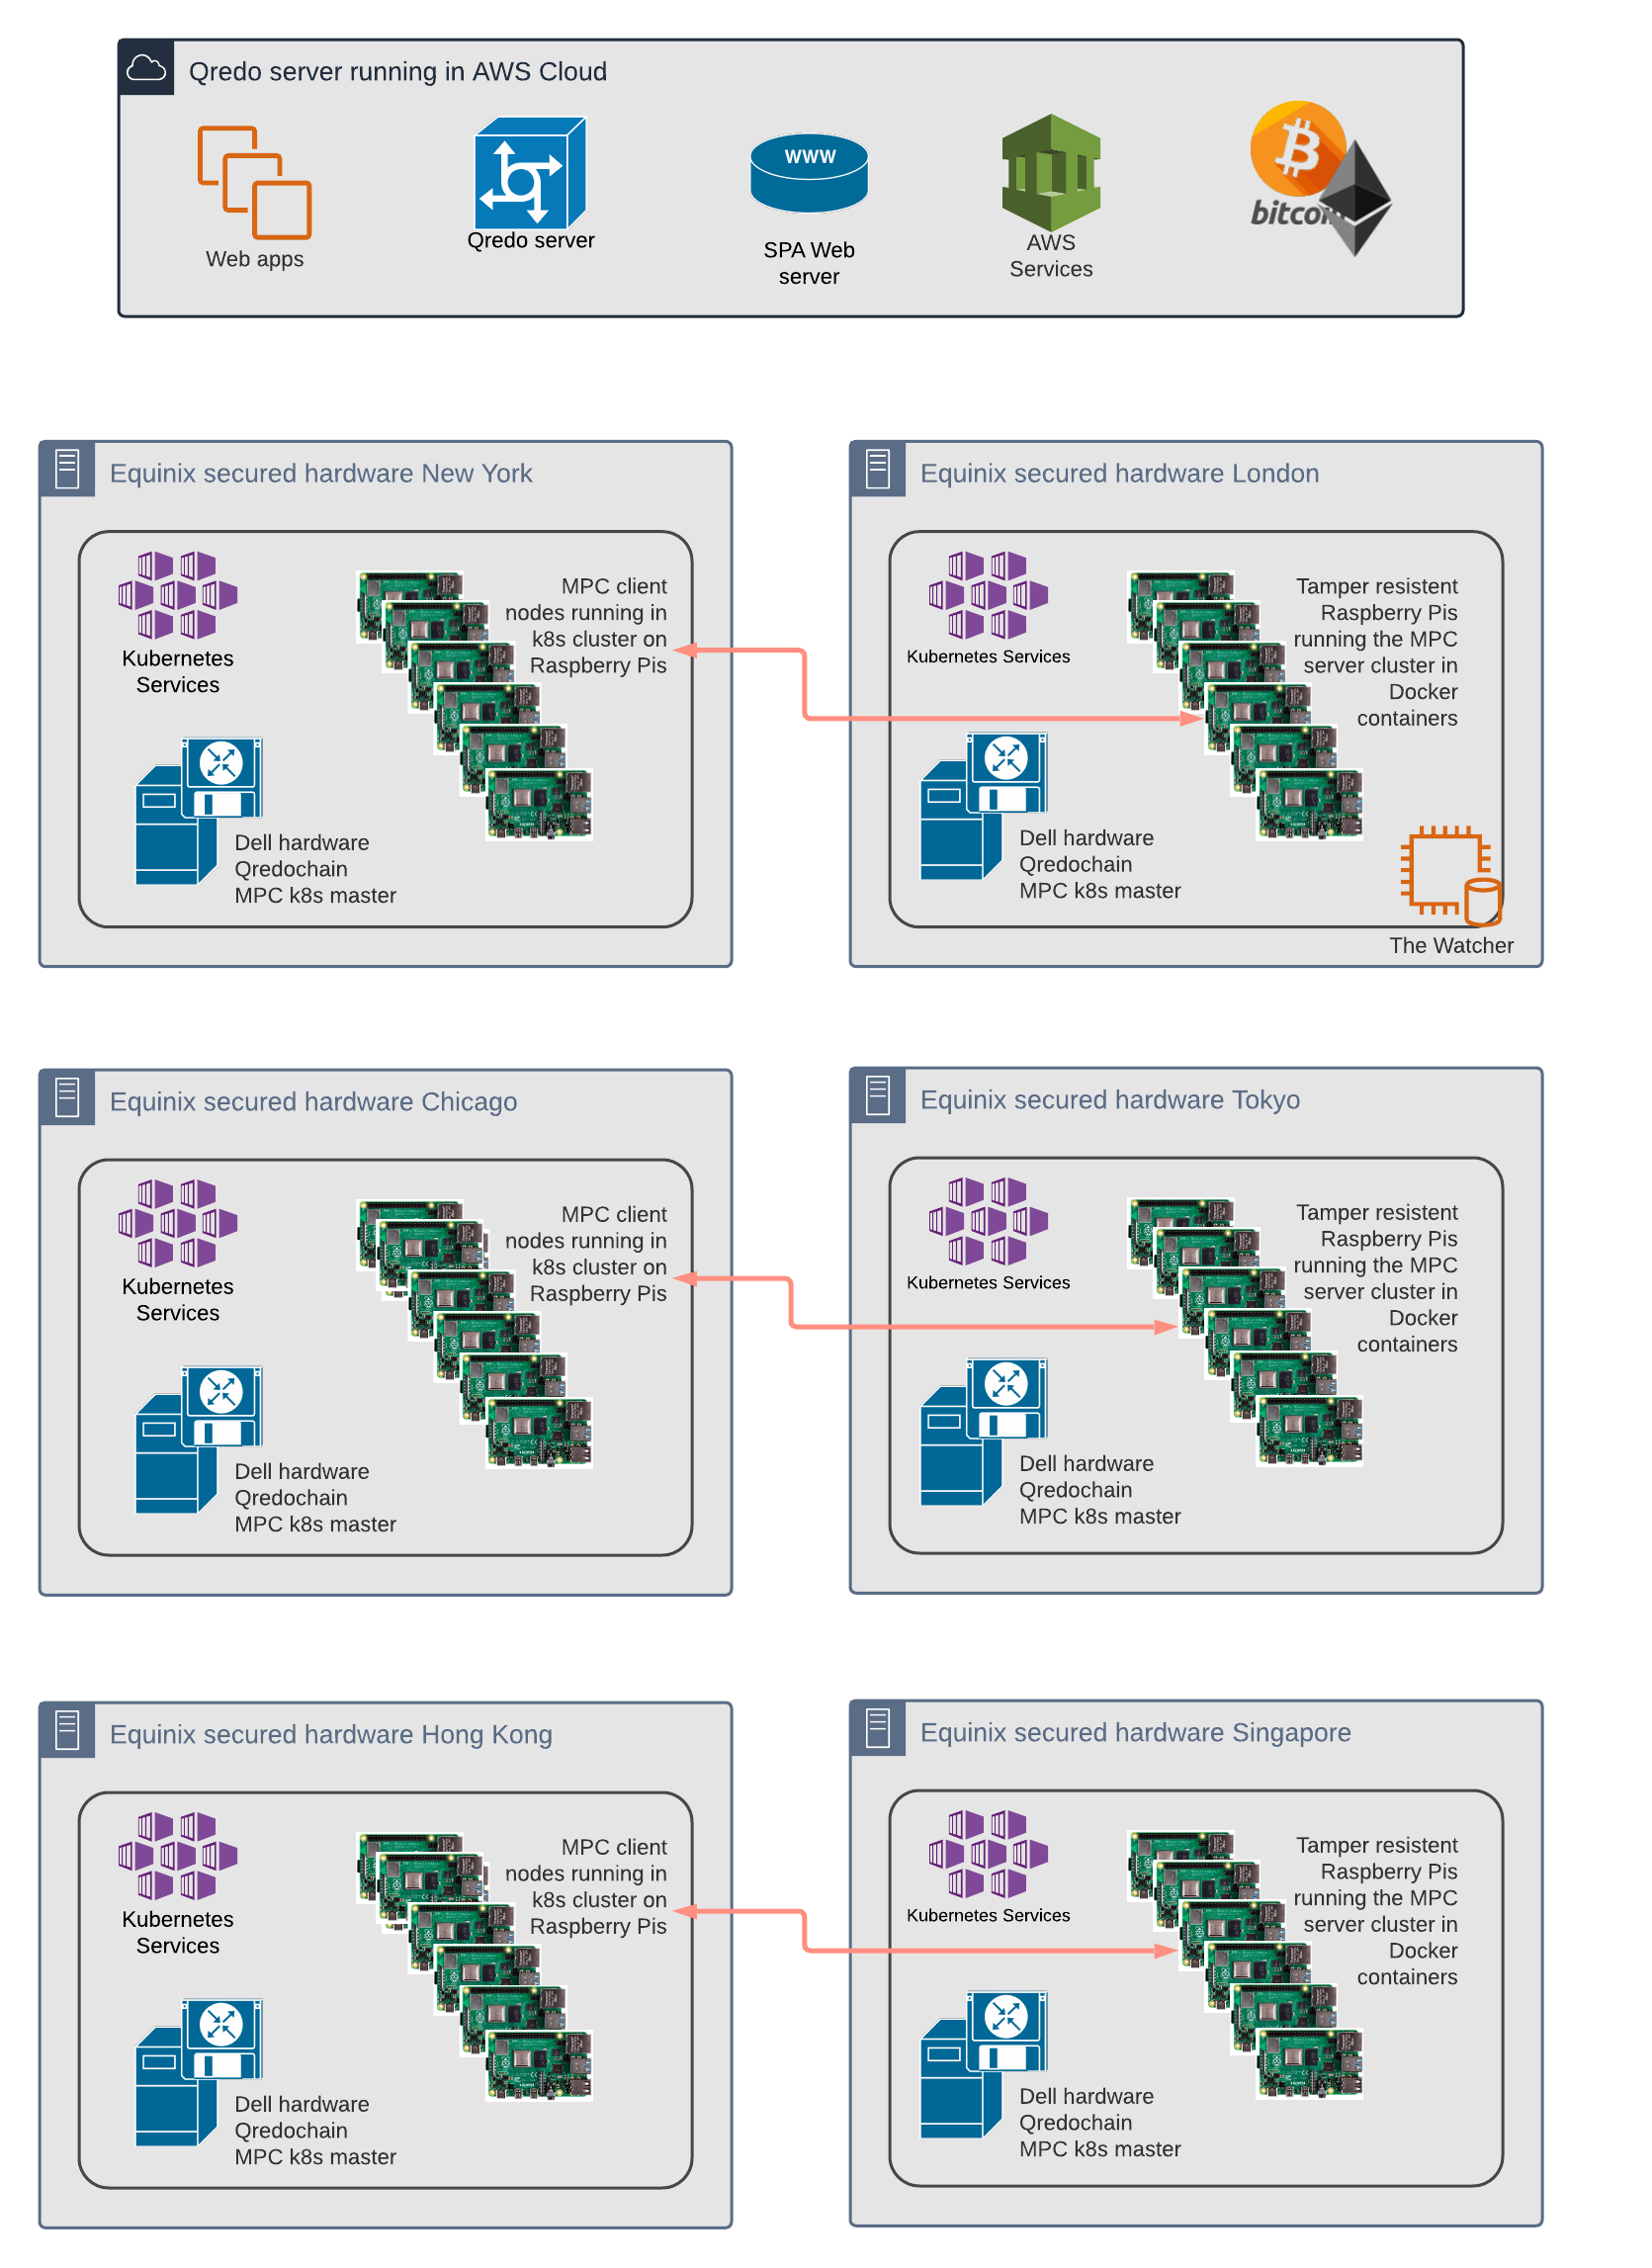 Qredo server running in AWS Cloud
Web apps
Qredo server
www
SPA Web
server
AWS
Services
bitcoin
Equinix secured hardware New York
Kubernetes
Services
MPC client
nodes running in
k8s cluster on
Raspberry Pis
Dell hardware
Qredochain
MPC k8s master
Equinix secured hardware London
Kubernetes Services
Tamper resistent
Raspberry Pis
running the MPC
server cluster in
Docker
containers
Dell hardware
Qredochain
MPC k8s master
The Watcher
Equinix secured hardware Chicago
Kubernetes
Services
MPC client
nodes running in
k8s cluster on
Raspberry Pis
Dell hardware
Qredochain
MPC k8s master
Equinix secured hardware Tokyo
Kubernetes Services
Tamper resistent
Raspberry Pis
running the MPC
server cluster in
Docker
containers
Dell hardware
Qredochain
MPC k8s master
Equinix secured hardware Hong Kong
Kubernetes
Services
MPC client
nodes running in
k8s cluster on
Raspberry Pis
Dell hardware
Qredochain
MPC k8s master
Equinix secured hardware Singapore
Kubernetes Services
Tamper resistent
Raspberry Pis
running the MPC
server cluster in
Docker
containers
Dell hardware
Qredochain
MPC k8s master